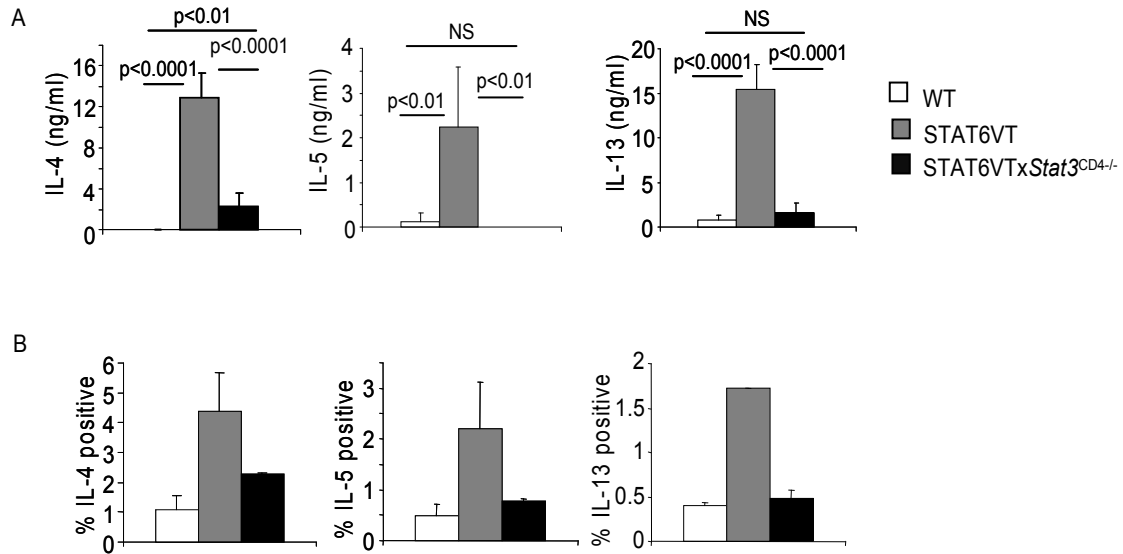 A
IL-4 (ng/ml)
16
12
8
4
0
p<0.01
p<0.0001
p<0.0001
IL-5 (ng/ml)
4
3
2
1
0
NS
p<0.01
p<0.01
IL-13 (ng/ml)
20
15
10
5
0
NS
p<0.0001
p<0.0001
WT
STAT6VT
STAT6VTxStat3CD4-/-
B
% IL-4 positive
6
5
4
3
2
1
0
% IL-5 positive
3
2
1
0
% IL-13 positive
2
1.5
1
0.5
0